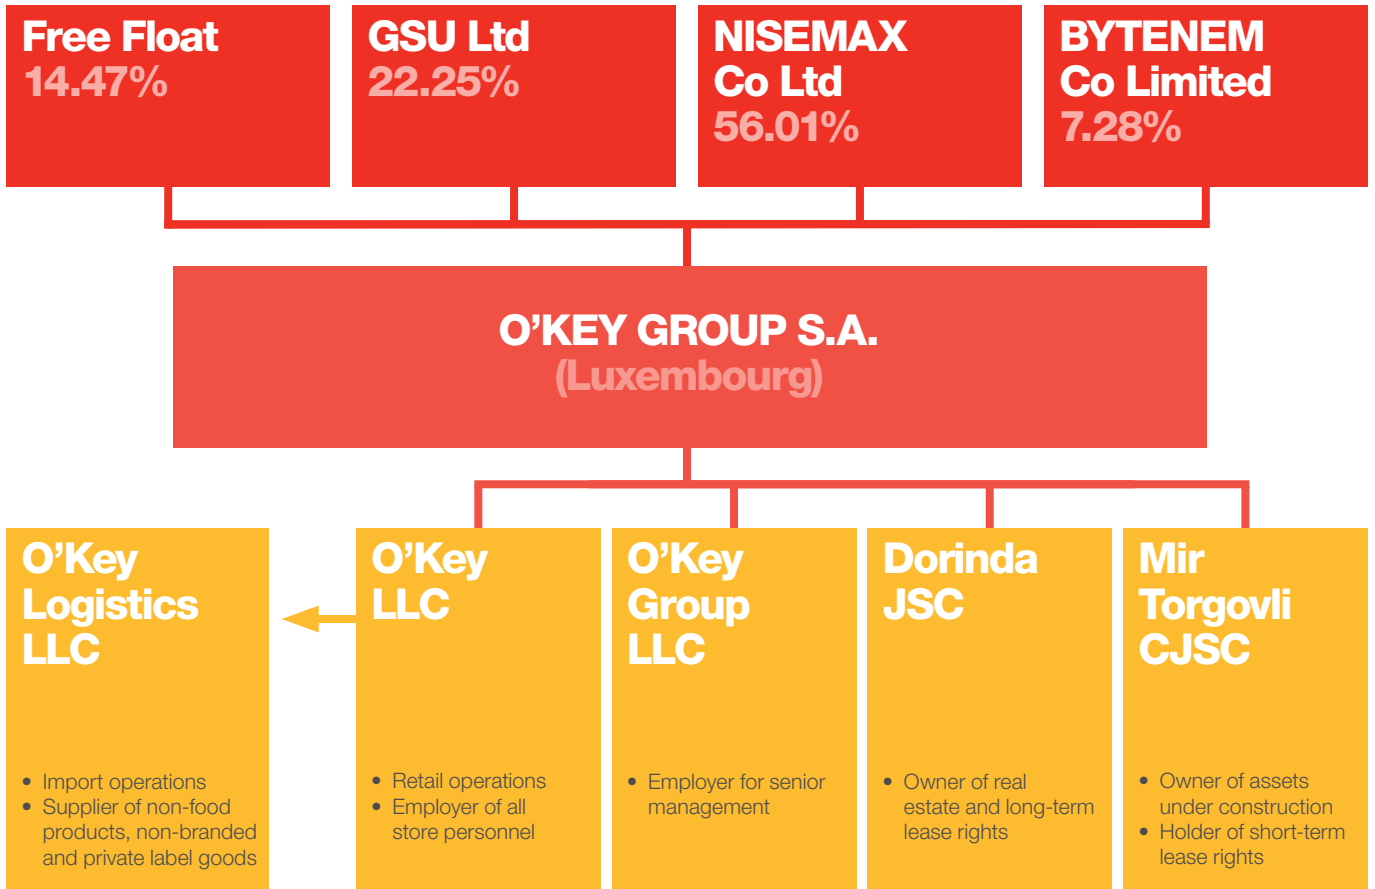 Free Float
14.47%
GSU Ltd
22.25%
NISEMAX
Co Ltd
56.01%
BYTENEM
Co Limited
7.28%
O’KEY GROUP S.A.
(Luxembourg)
O’Key
Logistics
LLC
• Import operations
• Supplier of non-food
products, non-branded
and private label goods
O’Key
LLC
• Retail operations
• Employer of all
store personnel
O’Key
Group
LLC
• Employer for senior
management
Dorinda
JSC
• Owner of real
estate and long-term
lease rights
Mir
Torgovli
CJSC
• Owner of assets
under construction
• Holder of short-term
lease rights